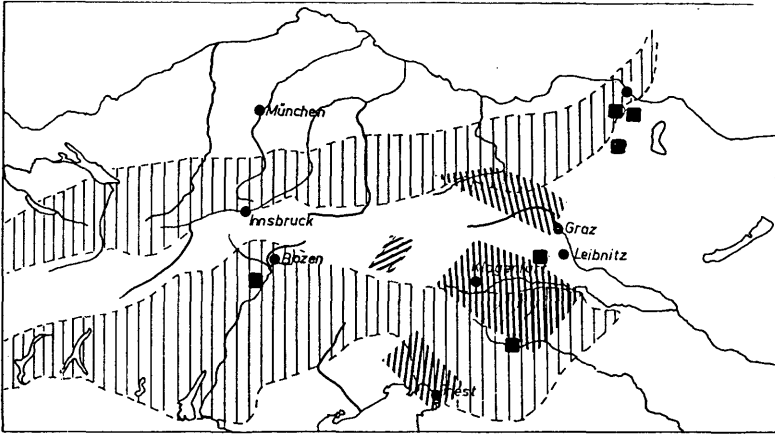 München
Innsbruck
Graz
Bozen
Leibnitz
Klagenfurt
Triest